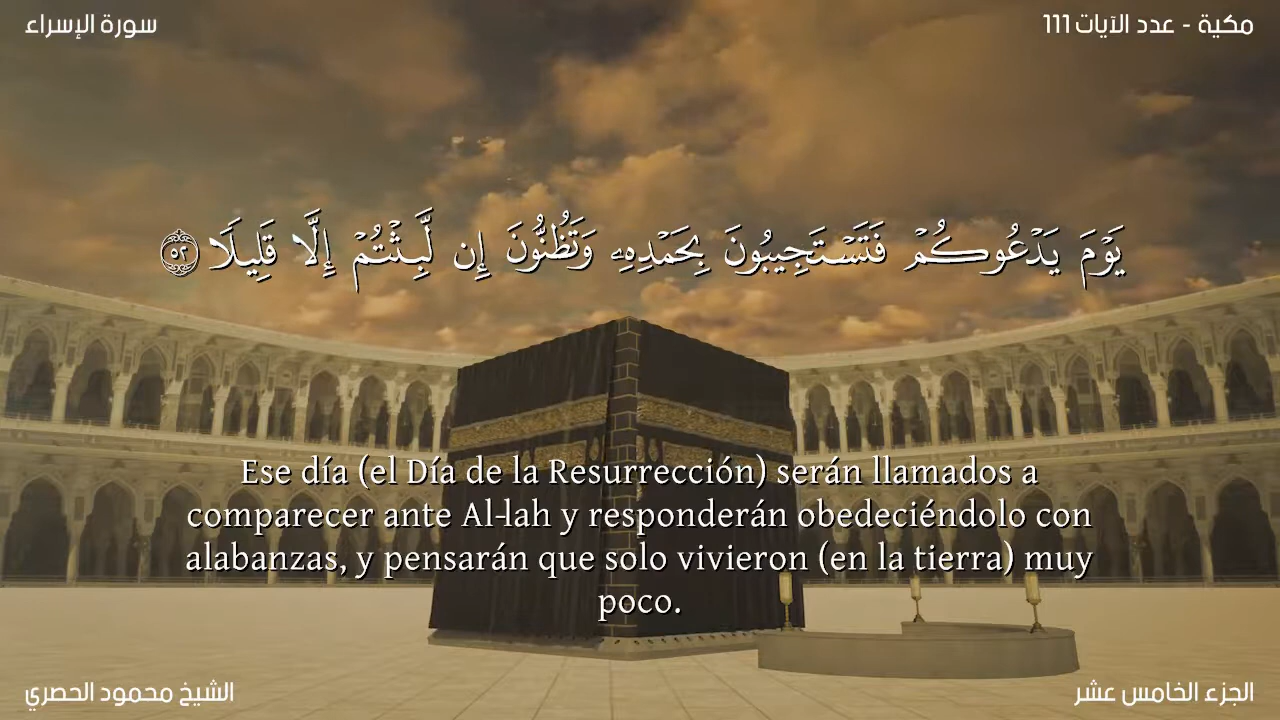 سورة الإسراء
مكية - عدد الآيات 111
يَوْمَ يَدْعُوكُمْ فَتَسْتَجِيبُونَ بِحَمْدِهِۦ وَتَظُنُّونَ إِن لَّبِثْتُمْ إِلَّا قَلِيلًا ٥٢
Ese día (el Día de la Resurrección) serán llamados a
comparecer ante Al-lah y responderán obedeciéndolo con
alabanzas, y pensarán que solo vivieron (en la tierra) muy
poco.
الشيخ محمود الحصري
الجزء الخامس عشر